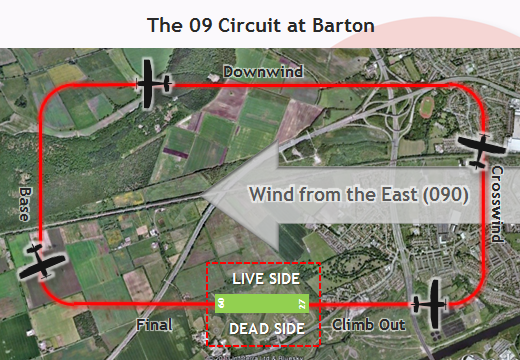 The 09 Circuit at Barton
Downwind
Wind from the East (090)
Crosswind
Base
LIVE SIDE
09
27
Final
DEAD SIDE
Climb Out